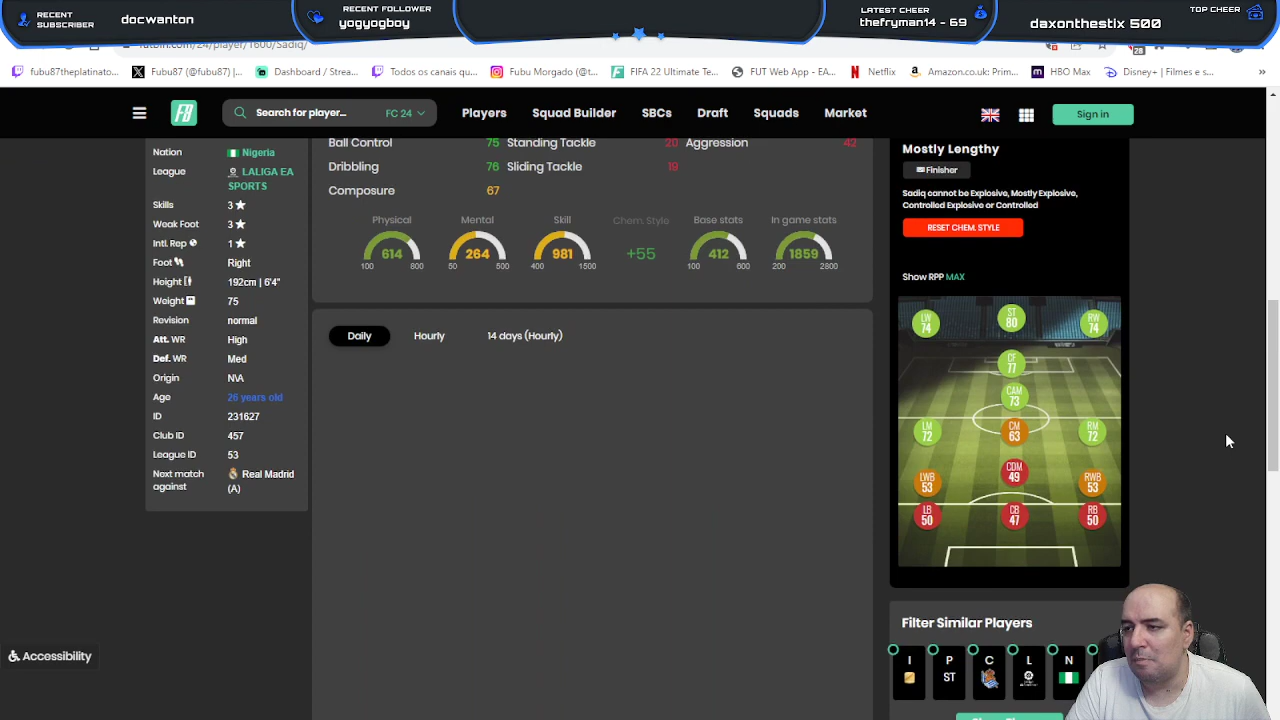 RECENT SUBSCRIBER
docwanton
RECENT FOLLOWER
yogyogboy
LATEST CHEER
thefryman14 - 69
daxonthestix 500
TOP CHEER
futbin.com/24/player/1600/Sadiq/
28
fubu87theplatinato...
Fubu87 (@fubu87) |...
Dashboard / Strea...
Todos os canais qu...
Fubu Morgado (@t...
FIFA 22 Ultimate Te...
FUT Web App - EA...
Netflix
Amazon.co.uk: Prim...
HBO Max
Disney+ | Filmes e s...
»
FB
Search for player...
FC 24
Players
Squad Builder
SBCs
Draft
Squads
Market
Sign in
Nation Nigeria
League LALIGA EA SPORTS
Skills 3
Weak Foot 3
Intl. Rep 1
Foot Right
Height 192cm | 6'4"
Weight 75
Revision normal
Att. WR High
Def. WR Med
Origin N\A
Age 26 years old
ID 231627
Club ID 457
League ID 53
Next match against Real Madrid (A)
Ball Control 75 Standing Tackle 20 Aggression 42
Dribbling 76 Sliding Tackle 19
Composure 67
Physical Mental Skill Chem. Style Base stats In game stats
614 264 981 +55 412 1859
100 800 50 500 400 1500 100 600 200 2800
Daily Hourly 14 days (Hourly)
Mostly Lengthy
Finisher
Sadiq cannot be Explosive, Mostly Explosive,
Controlled Explosive or Controlled
RESET CHEM. STYLE
Show RPP MAX
LW 74
ST 80
RW 74
CF 77
CAM 73
LM 72
CM 63
RM 72
CDM 49
LWB 53
RWB 53
LB 50
CB 47
RB 50
Filter Similar Players
I P C L N
ST
Accessibility